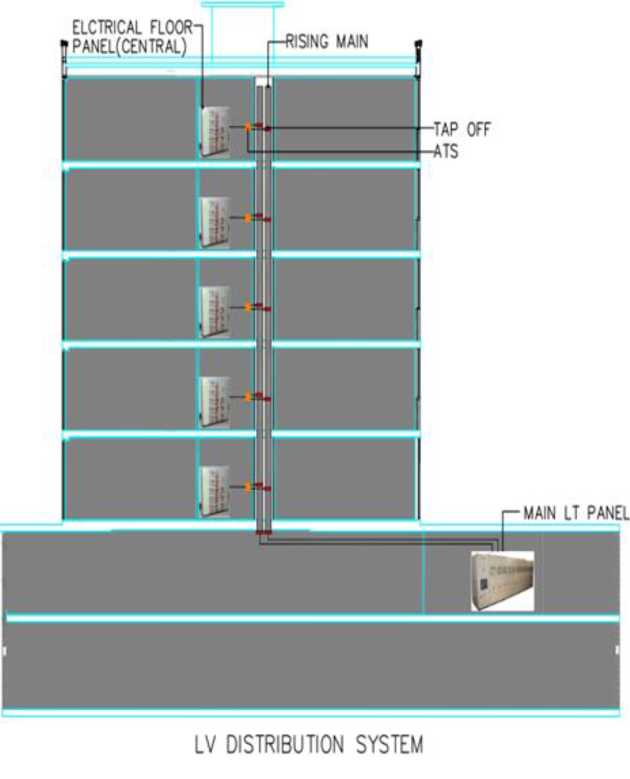 ELCTRICAL FLOOR
PANEL(CENTRAL)
RISING MAIN
TAP OFF
ATS
MAIN LT PANEL
LV DISTRIBUTION SYSTEM